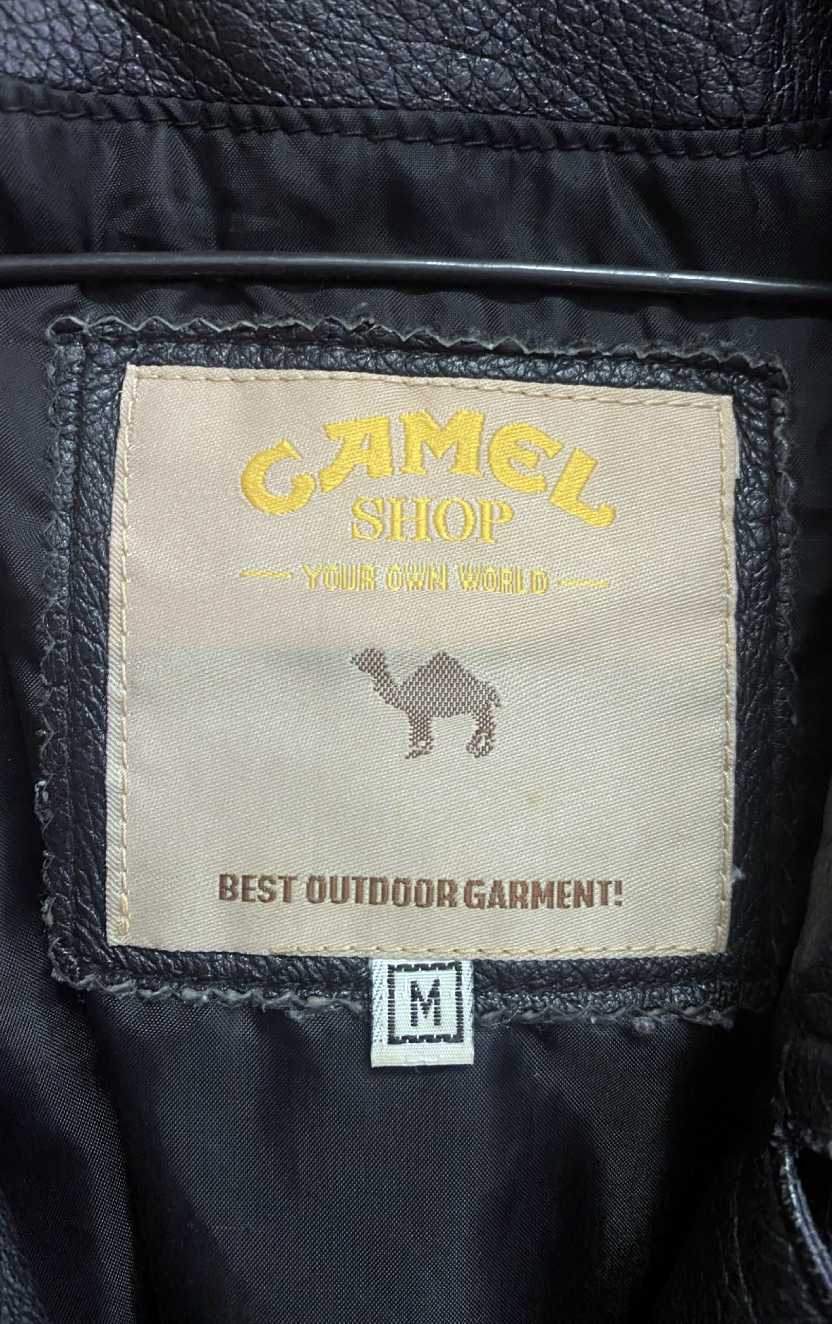 CAMEL
SHOP
YOUR OWN WORLD
BEST OUTDOOR GARMENT!
M